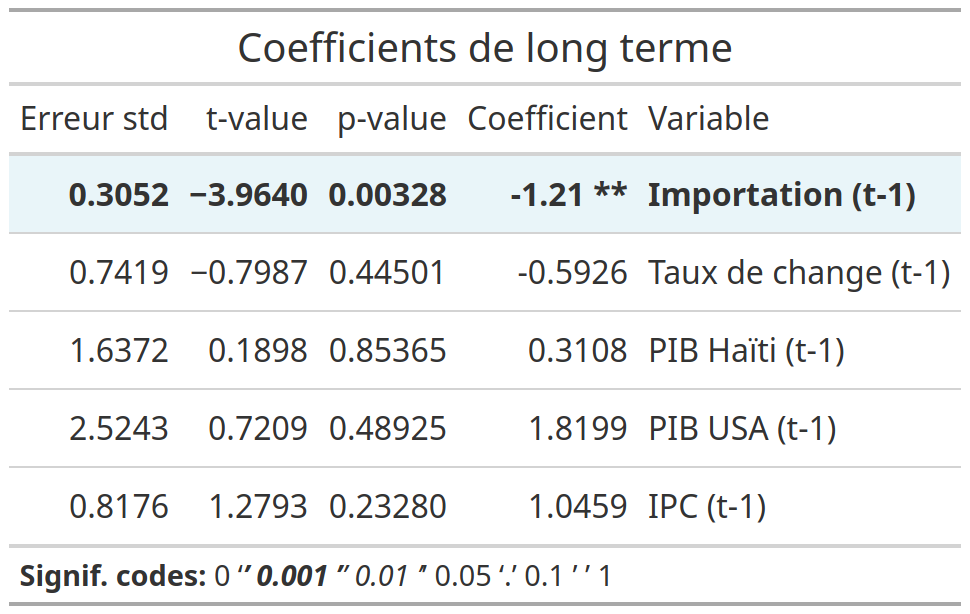 Coefficients de long terme
Erreur std t-value p-value Coefficient Variable
0.3052 −3.9640 0.00328 -1.21 ** Importation (t-1)
0.7419 −0.7987 0.44501 -0.5926 Taux de change (t-1)
1.6372 0.1898 0.85365 0.3108 PIB Haïti (t-1)
2.5243 0.7209 0.48925 1.8199 PIB USA (t-1)
0.8176 1.2793 0.23280 1.0459 IPC (t-1)
Signif. codes: 0 ‘’ 0.001 ’’ 0.01 ’’ 0.05 ‘.’ 0.1 ’ ’ 1